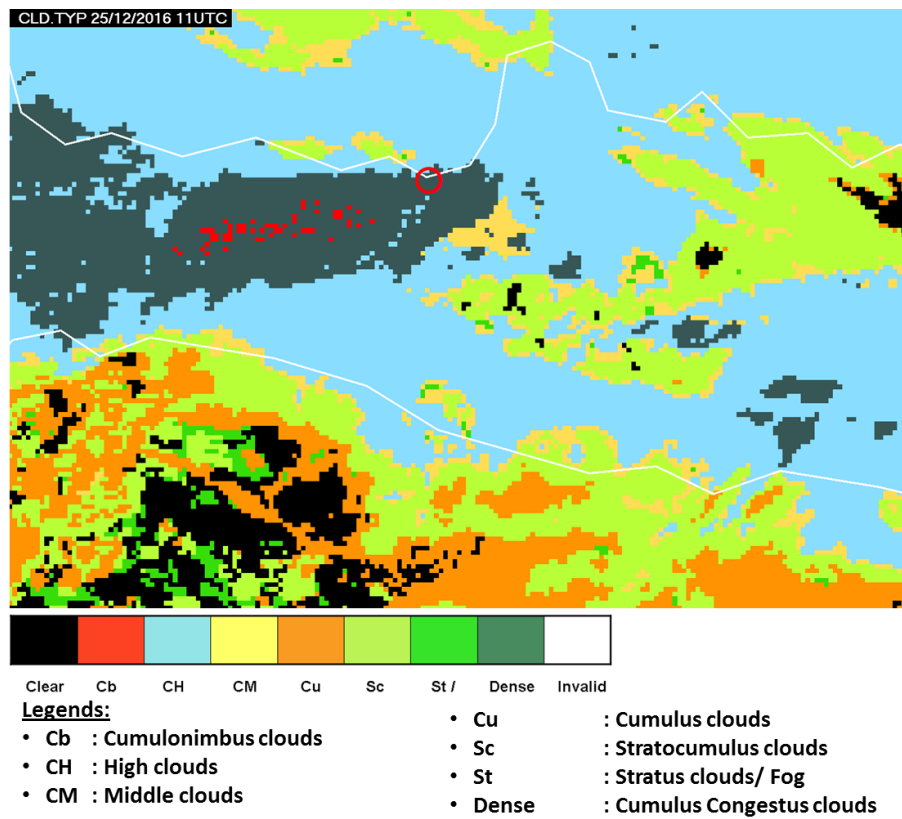 CLD.TYP 25/12/2016 11UTC
Clear Cb CH CM Cu Sc St / Dense Invalid
Legends:
• Cb : Cumulonimbus clouds
• CH : High clouds
• CM : Middle clouds
• Cu : Cumulus clouds
• Sc : Stratocumulus clouds
• St : Stratus clouds/ Fog
• Dense : Cumulus Congestus clouds